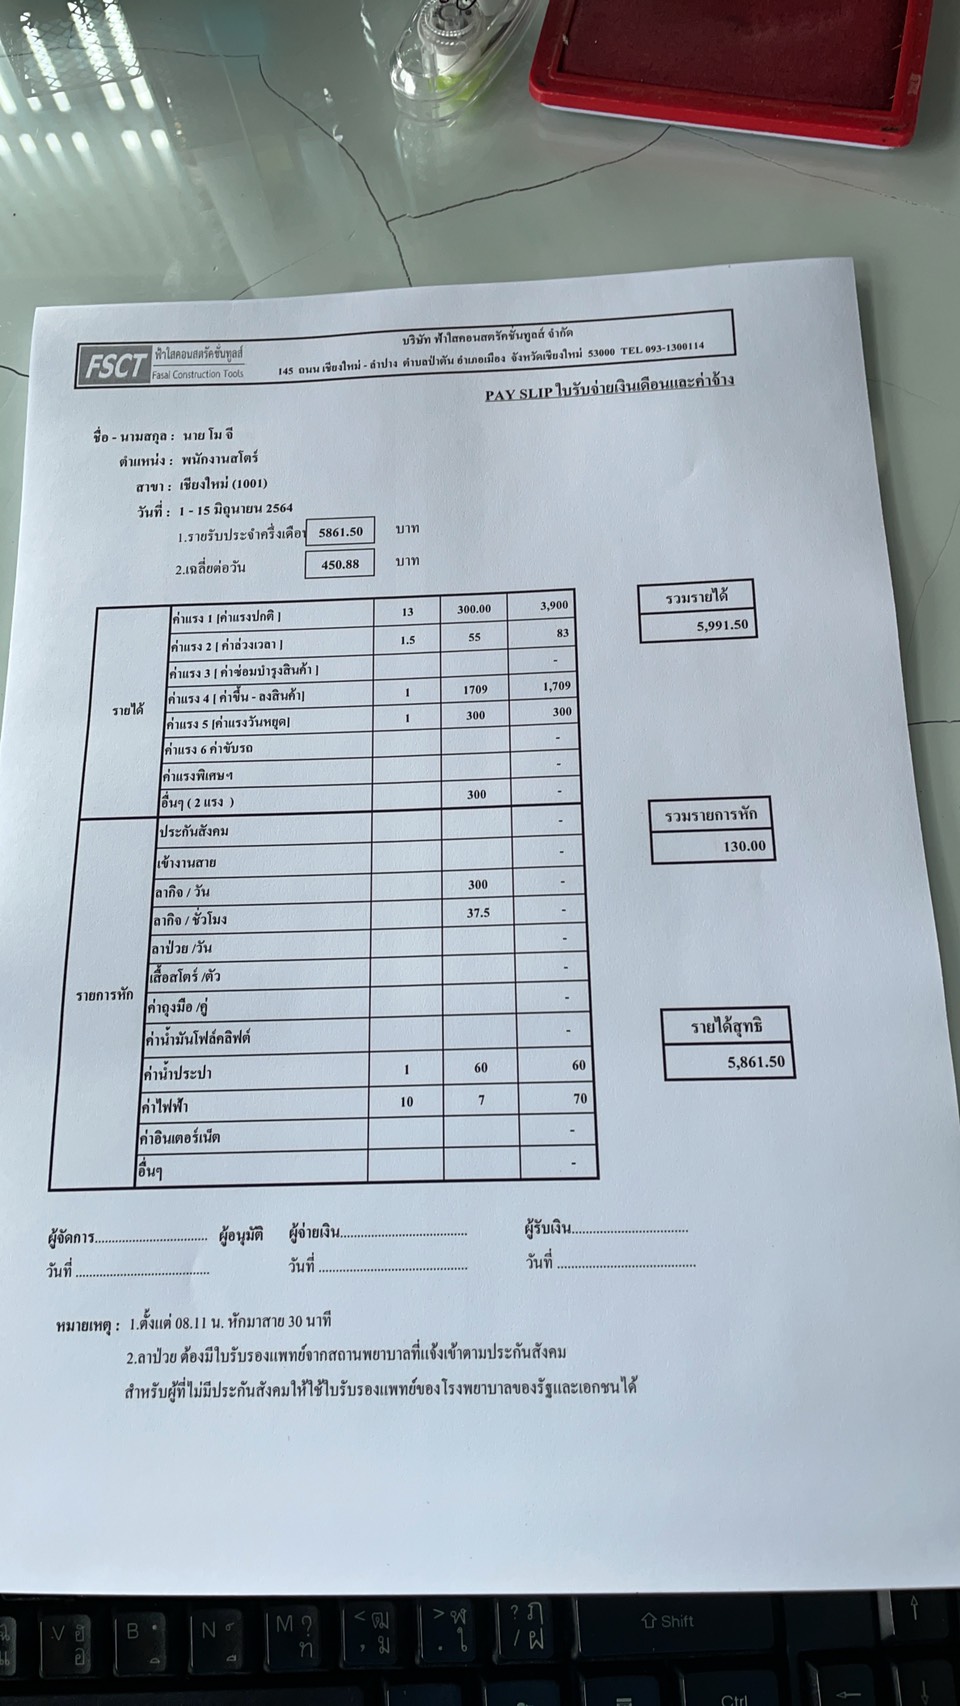 FSCT ฟ้าใสคอนสตรัคชั่นทูลส์
Fasai Construction Tools
บริษัท ฟ้าใสคอนสตรัคชั่นทูลส์ จำกัด
145 ถนน เชียงใหม่ - ลำปาง ตำบลป่าตัน อำเภอเมือง จังหวัดเชียงใหม่ 53000 TEL 093-1300114
PAY SLIP ใบรับจ่ายเงินเดือนและค่าจ้าง
ชื่อ - นามสกุล : นาย โม จี
ตำแหน่ง : พนักงานสโตร์
สาขา : เชียงใหม่ (1001)
วันที่ : 1 - 15 มิถุนายน 2564
1.รายรับประจำครึ่งเดือน 5861.50 บาท
2.เฉลี่ยต่อวัน 450.88 บาท
รายได้
ค่าแรง 1 [ค่าแรงปกติ ] 13 300.00 3,900
ค่าแรง 2 [ ค่าล่วงเวลา ] 1.5 55 83
ค่าแรง 3 [ ค่าซ่อมบำรุงสินค้า ] -
ค่าแรง 4 [ ค่าขึ้น - ลงสินค้า] 1 1709 1,709
ค่าแรง 5 [ค่าแรงวันหยุด] 1 300 300
ค่าแรง 6 ค่าขับรถ -
ค่าแรงพิเศษฯ -
อื่นๆ ( 2 แรง ) 300 -
รวมรายได้
5,991.50
รายการหัก
ประกันสังคม -
เข้างานสาย -
ลากิจ / วัน 300 -
ลากิจ / ชั่วโมง 37.5 -
ลาป่วย /วัน -
เสื้อสโตร์ /ตัว -
ค่าถุงมือ /คู่ -
ค่าน้ำมันโฟล์คลิฟต์ -
ค่าน้ำประปา 1 60 60
ค่าไฟฟ้า 10 7 70
ค่าอินเตอร์เน็ต -
อื่นๆ -
รวมรายการหัก
130.00
รายได้สุทธิ
5,861.50
ผู้จัดการ.................................. ผู้อนุมัติ ผู้จ่ายเงิน...................................... ผู้รับเงิน...................................
วันที่ ........................................ วันที่ ............................................. วันที่ ..........................................
หมายเหตุ : 1.ตั้งแต่ 08.11 น. หักมาสาย 30 นาที
2.ลาป่วย ต้องมีใบรับรองแพทย์จากสถานพยาบาลที่แจ้งเข้าตามประกันสังคม
สำหรับผู้ที่ไม่มีประกันสังคมให้ใช้ใบรับรองแพทย์ของโรงพยาบาลของรัฐและเอกชนได้
V อ ฮ B N M ? ท < ฒ , ม > ฬ . ใ ? ฦ / ฝ Shift
Ctrl